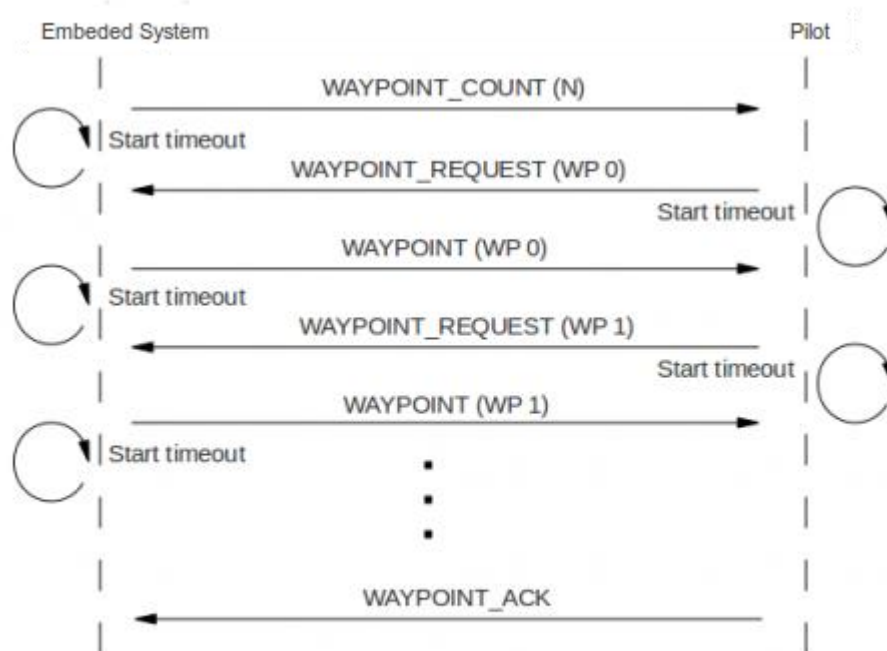 Embeded System
Pilot
WAYPOINT_COUNT (N)
Start timeout
WAYPOINT_REQUEST (WP 0)
Start timeout
WAYPOINT (WP 0)
Start timeout
WAYPOINT_REQUEST (WP 1)
Start timeout
WAYPOINT (WP 1)
Start timeout
WAYPOINT_ACK